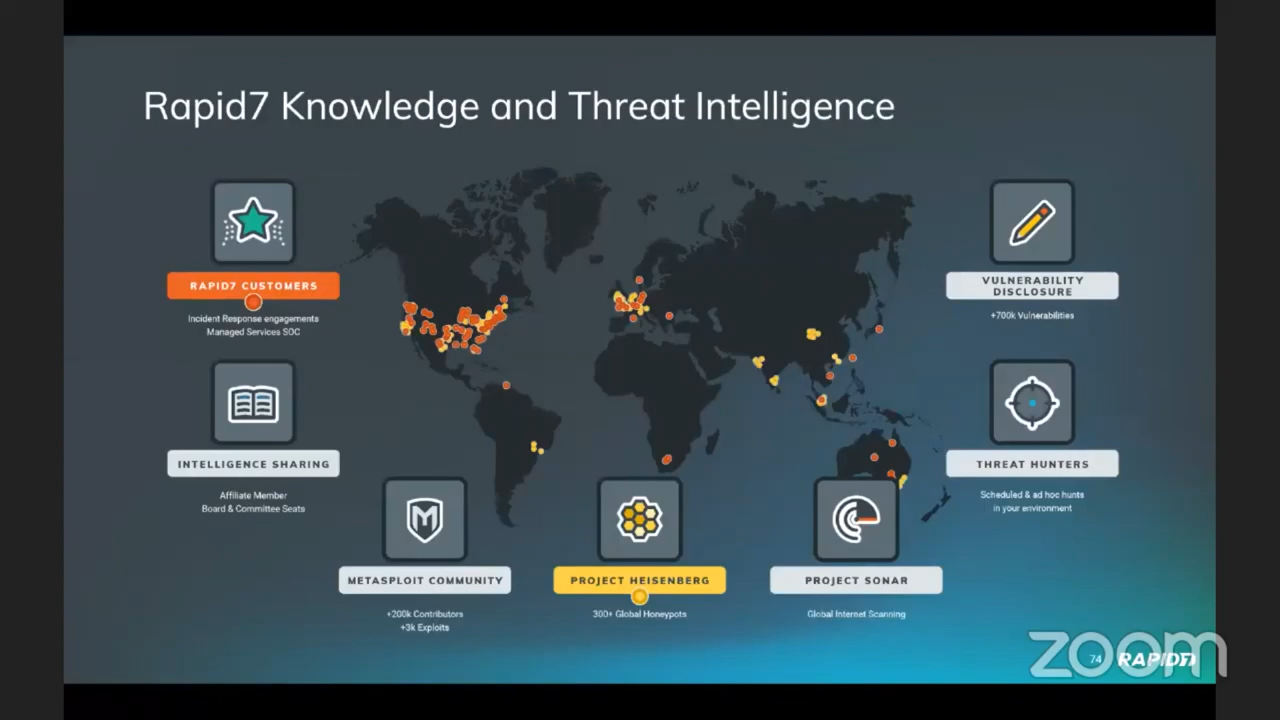 Rapid7 Knowledge and Threat Intelligence
RAPID7 CUSTOMERS
Incident Response engagements
Managed Services SOC
INTELLIGENCE SHARING
Affiliate Member
Board & Committee Seats
METASPLOIT COMMUNITY
+200k Contributors
+3k Exploits
PROJECT HEISENBERG
300+ Global Honeypots
PROJECT SONAR
Global Internet Scanning
VULNERABILITY
DISCLOSURE
+700k Vulnerabilities
THREAT HUNTERS
Scheduled & ad hoc hunts
in your environment
74 RAPID7
zoom